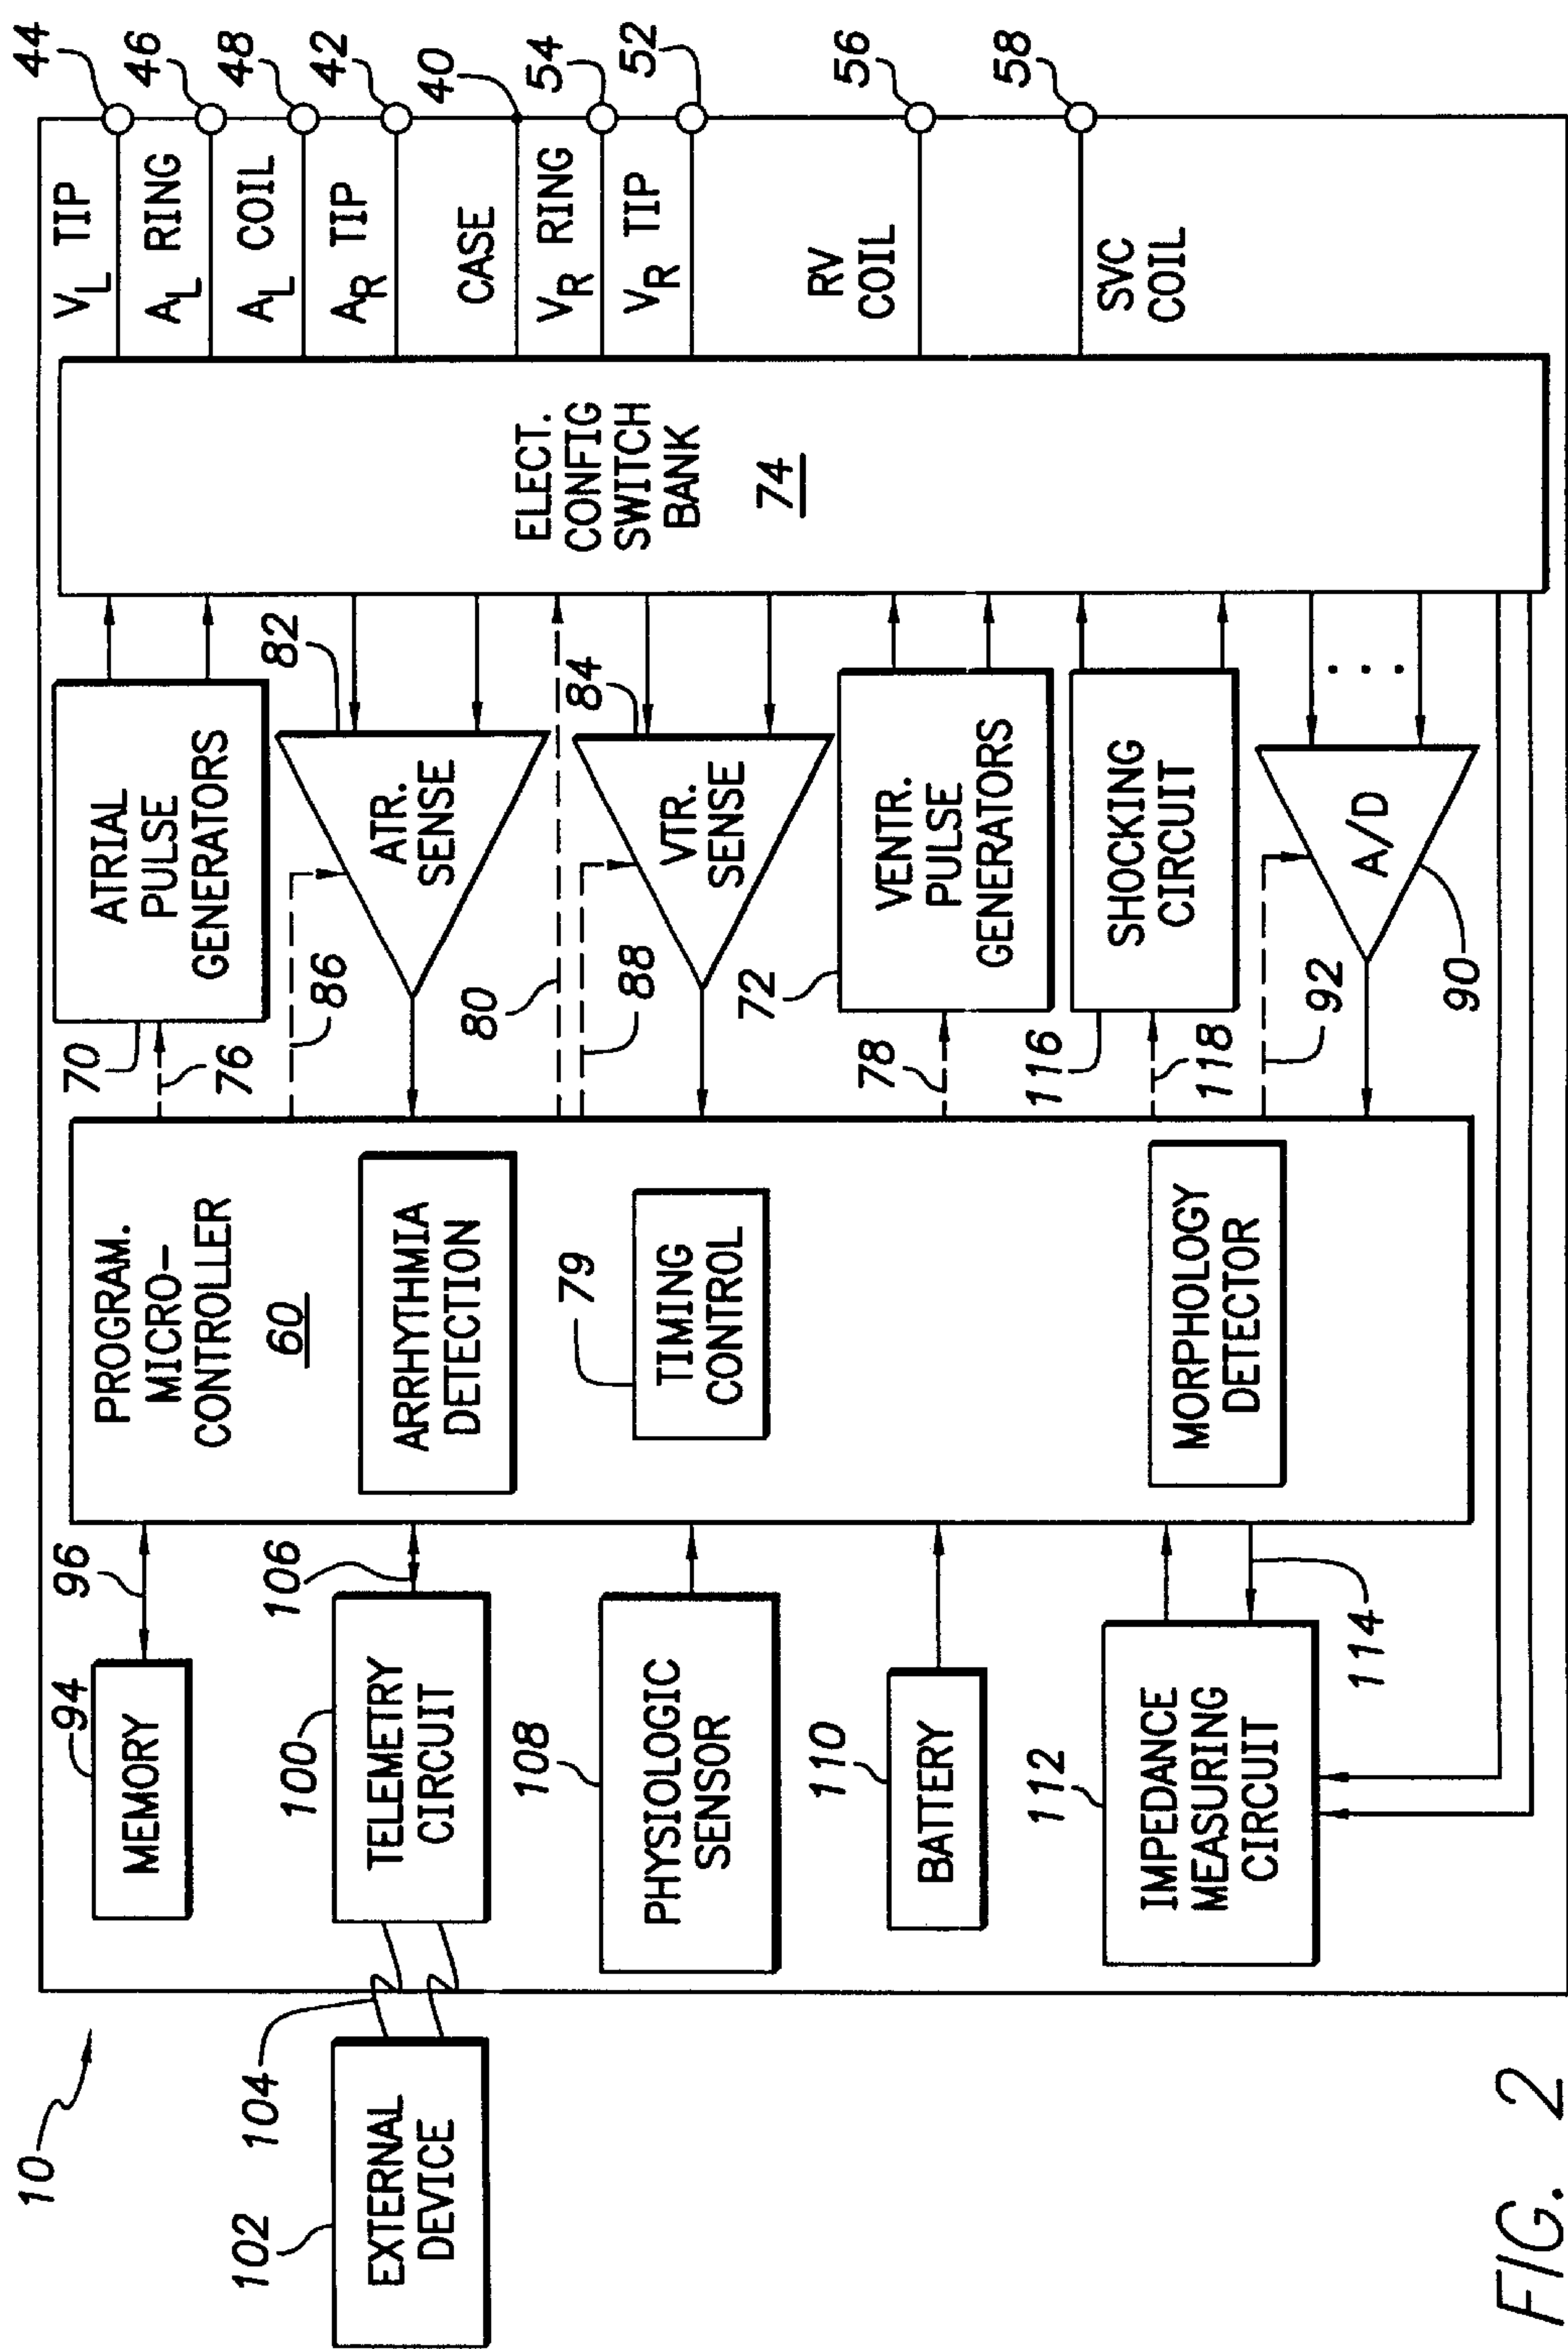 10
102
EXTERNAL
DEVICE
104
94
MEMORY
96
100
TELEMETRY
CIRCUIT
106
108
PHYSIOLOGIC
SENSOR
110
BATTERY
112
IMPEDANCE
MEASURING
CIRCUIT
114
PROGRAM.
MICRO-
CONTROLLER
60
ARRHYTHMIA
DETECTION
79
TIMING
CONTROL
MORPHOLOGY
DETECTOR
70
76
ATRIAL
PULSE
GENERATORS
86
82
ATR.
SENSE
80
88
84
VTR.
SENSE
72
78
VENTR.
PULSE
GENERATORS
116
118
SHOCKING
CIRCUIT
92
A/D
90
ELECT.
CONFIG
SWITCH
BANK
74
VL TIP
44
AL RING
46
AL COIL
48
AR TIP
42
CASE
40
VR RING
54
VR TIP
52
RV
COIL
56
SVC
COIL
58
FIG. 2